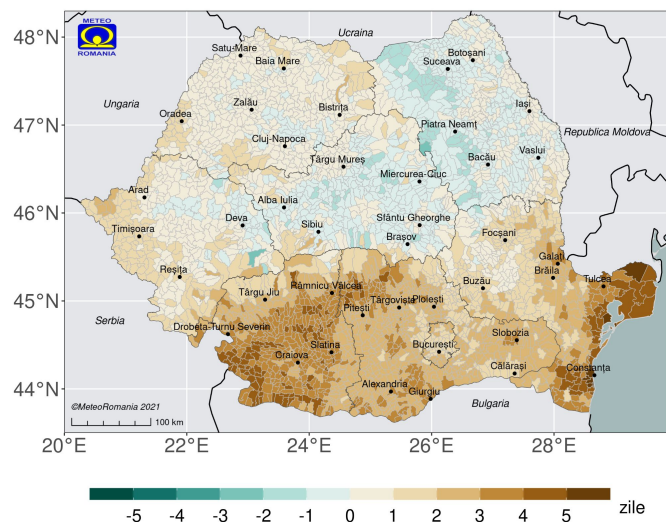 48°N
47°N
46°N
45°N
44°N
METEO
ROMANIA
Ucraina
Satu-Mare
Baia Mare
Botoșani
Suceava
Ungaria
Oradea
Zalău
Bistrița
Iași
Cluj-Napoca
Piatra Neamț
Republica Moldova
Târgu Mureș
Bacău
Vaslui
Miercurea-Ciuc
Arad
Alba Iulia
Timișoara
Deva
Sibiu
Sfântu Gheorghe
Brașov
Focșani
Reșița
Galați
Brăila
Tulcea
Târgu Jiu
Râmnicu Vâlcea
Târgoviște
Ploiești
Buzău
Pitești
Serbia
Drobeta-Turnu Severin
Slatina
București
Slobozia
Craiova
Călărași
Constanța
Alexandria
Giurgiu
Bulgaria
©MeteoRomania 2021
100 km
20°E
22°E
24°E
26°E
28°E
-5 -4 -3 -2 -1 0 1 2 3 4 5 zile